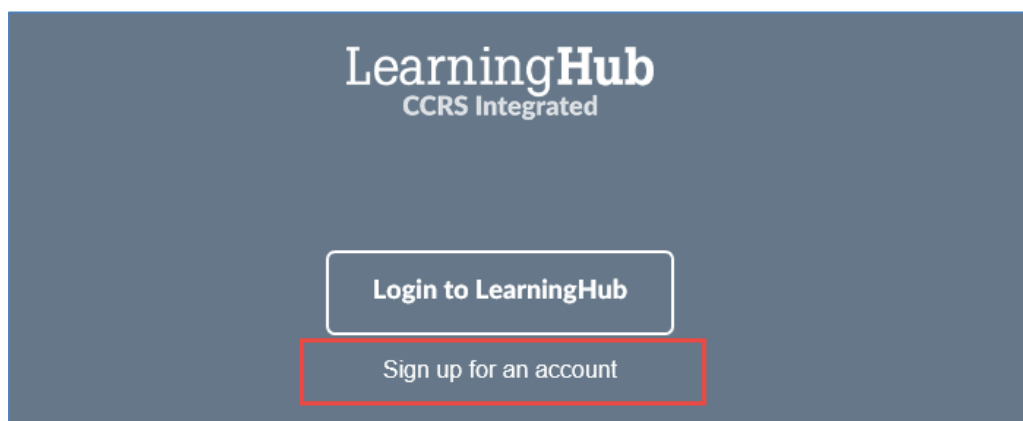 LearningHub
CCRS Integrated
Login to LearningHub
Sign up for an account